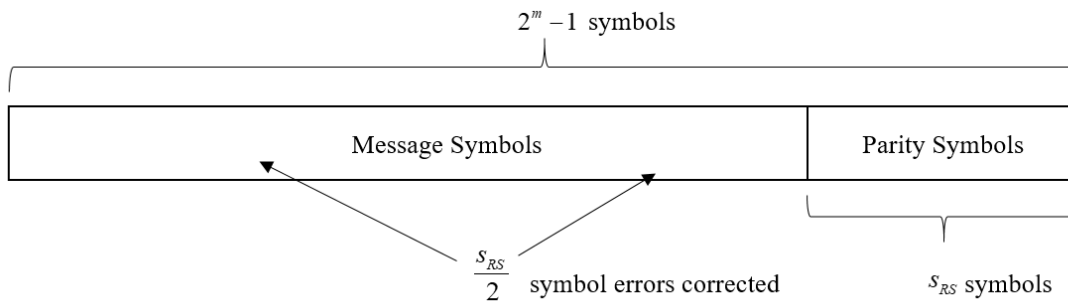 2^m – 1 symbols
Message Symbols
Parity Symbols
s_RS/2 symbol errors corrected
s_RS symbols